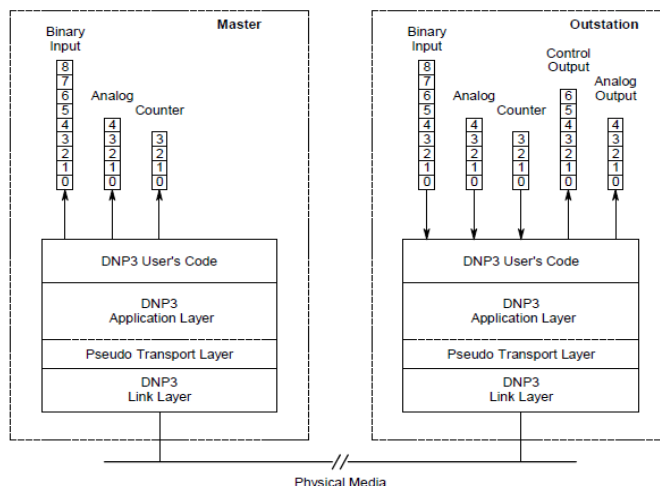 Master
Binary
Input
8
7
6
5
4
3
2
1
0
Analog
4
3
2
1
0
Counter
3
2
1
0
DNP3 User's Code
DNP3
Application Layer
Pseudo Transport Layer
DNP3
Link Layer
Outstation
Binary
Input
8
7
6
5
4
3
2
1
0
Analog
4
3
2
1
0
Counter
3
2
1
0
Control
Output
6
5
4
3
2
1
0
Analog
Output
4
3
2
1
0
DNP3 User's Code
DNP3
Application Layer
Pseudo Transport Layer
DNP3
Link Layer
Physical Media